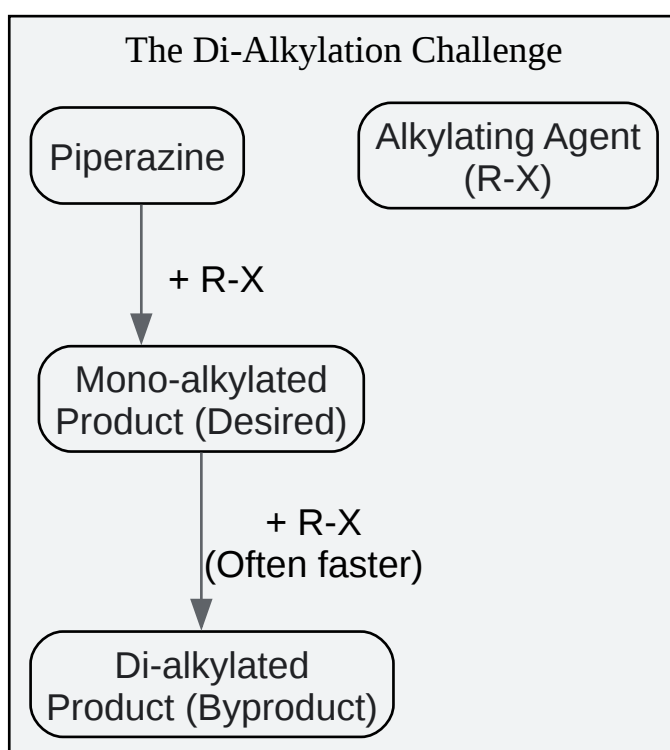 The Di-Alkylation Challenge
Piperazine
Alkylating Agent
(R-X)
+ R-X
Mono-alkylated
Product (Desired)
+ R-X
(Often faster)
Di-alkylated
Product (Byproduct)